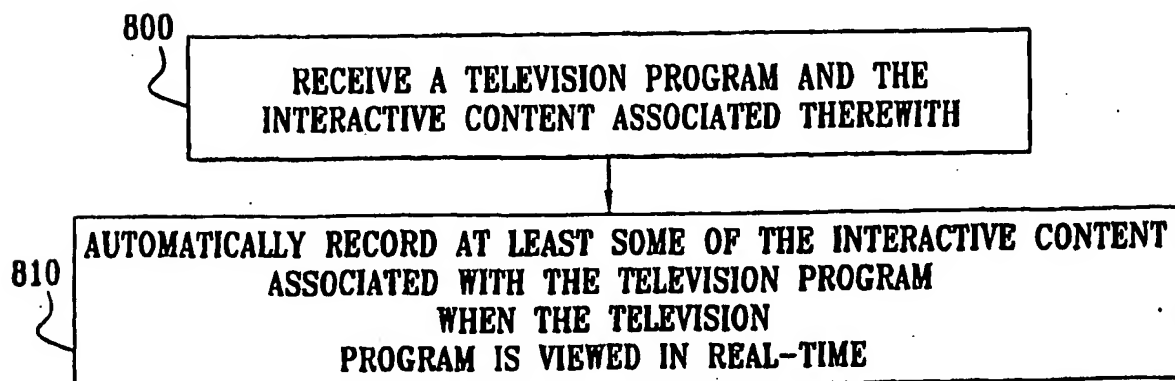 800
RECEIVE A TELEVISION PROGRAM AND THE
INTERACTIVE CONTENT ASSOCIATED THEREWITH
810
AUTOMATICALLY RECORD AT LEAST SOME OF THE INTERACTIVE CONTENT
ASSOCIATED WITH THE TELEVISION PROGRAM
WHEN THE TELEVISION
PROGRAM IS VIEWED IN REAL-TIME